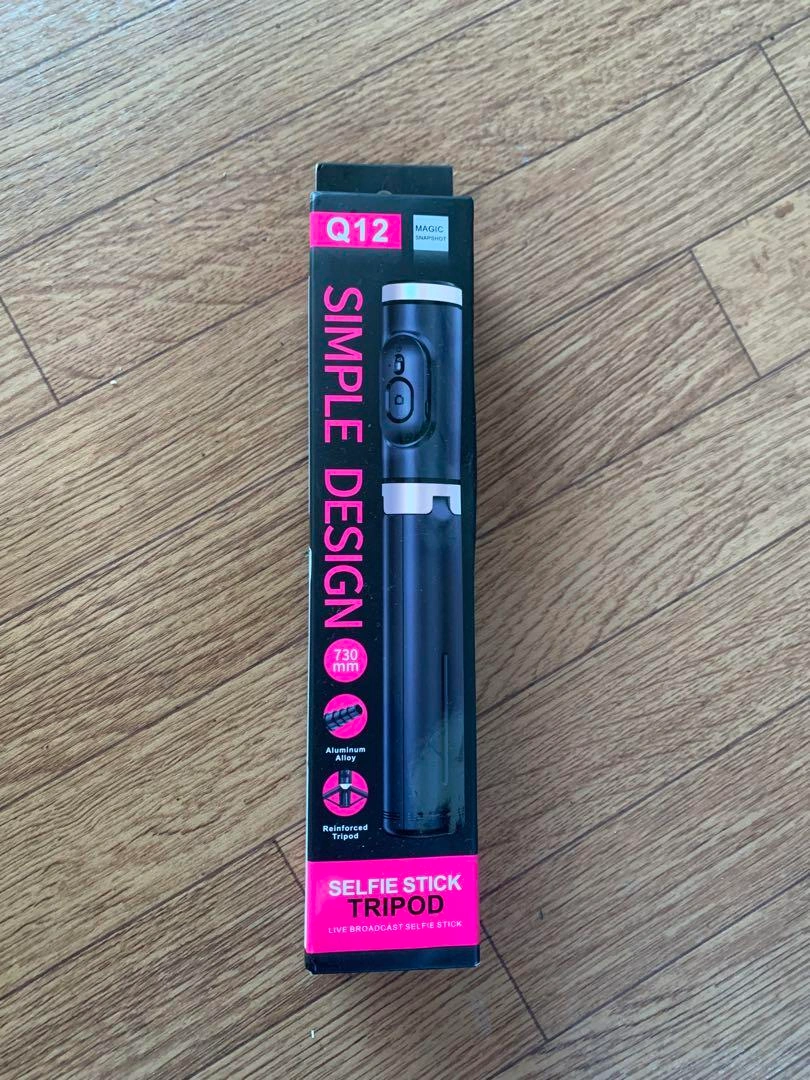 Q12
MAGIC
SNAPSHOT
SIMPLE DESIGN
730
mm
Aluminum
Alloy
Reinforced
Tripod
SELFIE STICK
TRIPOD
LIVE BROADCAST SELFIE STICK